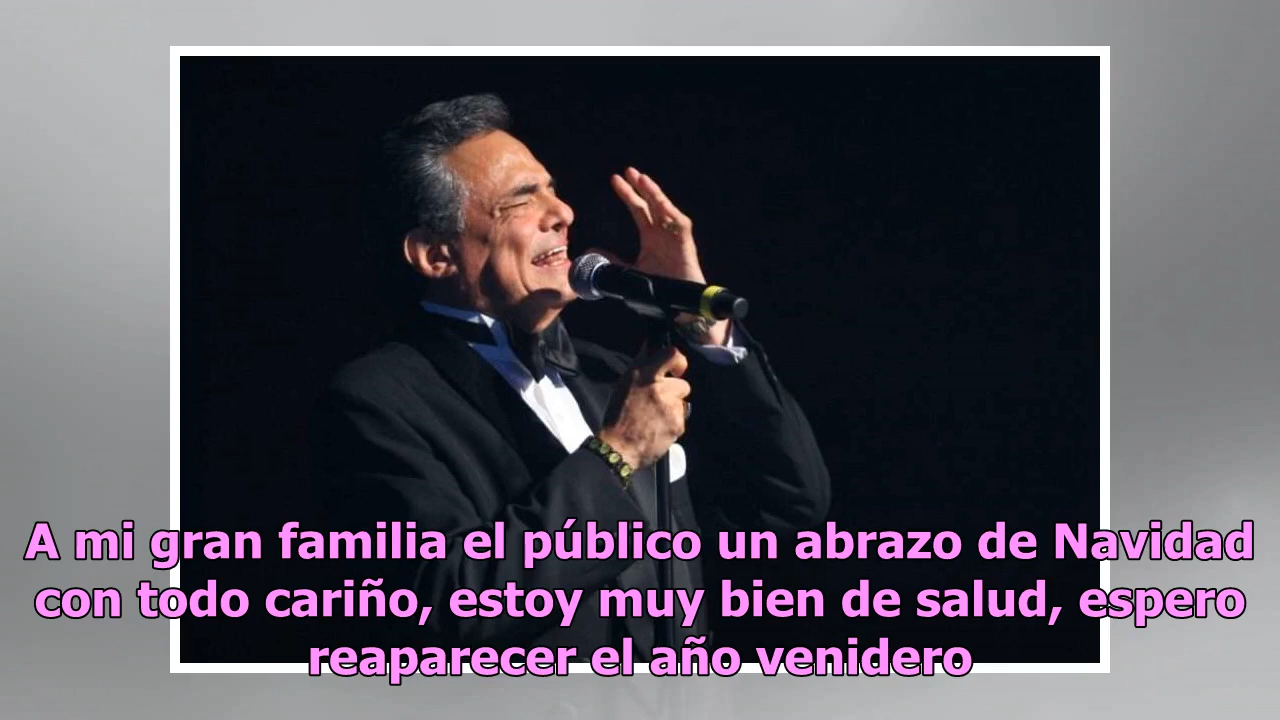 A mi gran familia el público un abrazo de Navidad
con todo cariño, estoy muy bien de salud, espero
reaparecer el año venidero